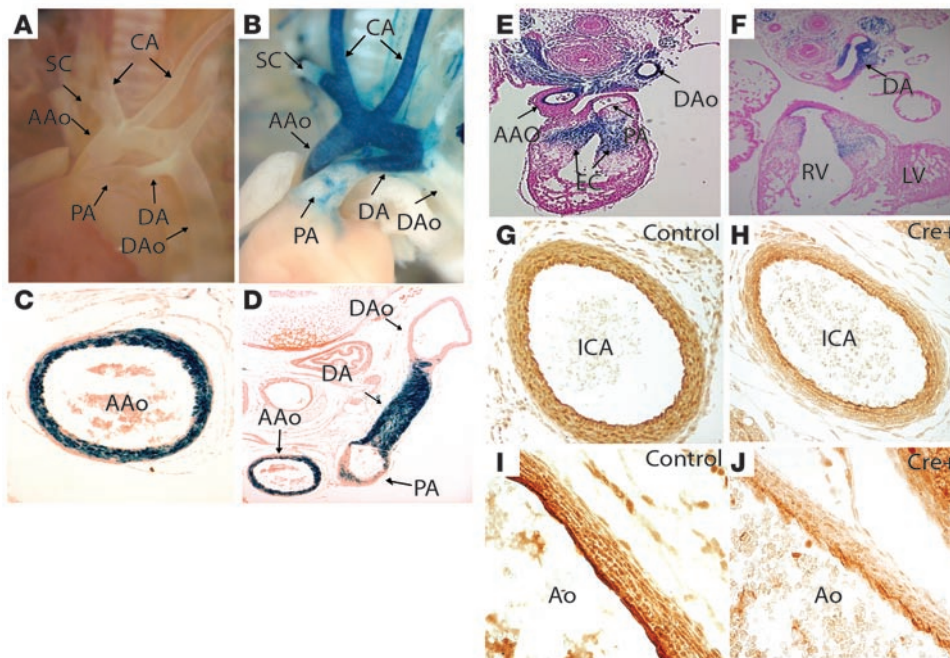 A
CA
SC
AAo
PA
DA
DAo
B
CA
SC
AAo
PA
DA
DAo
C
AAo
D
DAo
DA
AAo
PA
E
DAo
AAO
PA
EC
F
DA
RV
LV
G
Control
ICA
H
Cre+
ICA
I
Control
Ao
J
Cre+
Ao